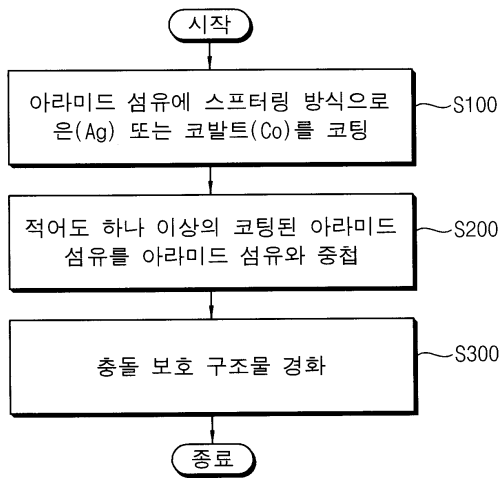 시작
아라미드 섬유에 스프터링 방식으로
은(Ag) 또는 코발트(Co)를 코팅
S100
적어도 하나 이상의 코팅된 아라미드
섬유를 아라미드 섬유와 중첩
S200
충돌 보호 구조물 경화
S300
종료